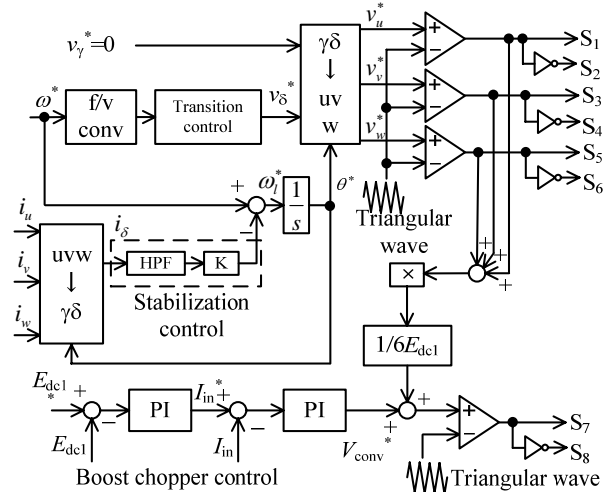 v_γ*=0
v_u*
S₁
S₂
γδ
↓
uv
w
ω*
f/v
conv
Transition
control
v_δ*
v_v*
S₃
S₄
v_w*
S₅
S₆
+
−
+
−
+
−
+
−
ω_l*
1
s
θ*
Triangular
wave
i_u
i_v
i_w
uvw
↓
γδ
i_δ
HPF
K
Stabilization
control
+
+
+
×
1/6E_dc1
E_dc1*
+
−
E_dc1
PI
I_in*
+
−
I_in
PI
+
+
V_conv*
+
−
S₇
S₈
Boost chopper control
Triangular wave